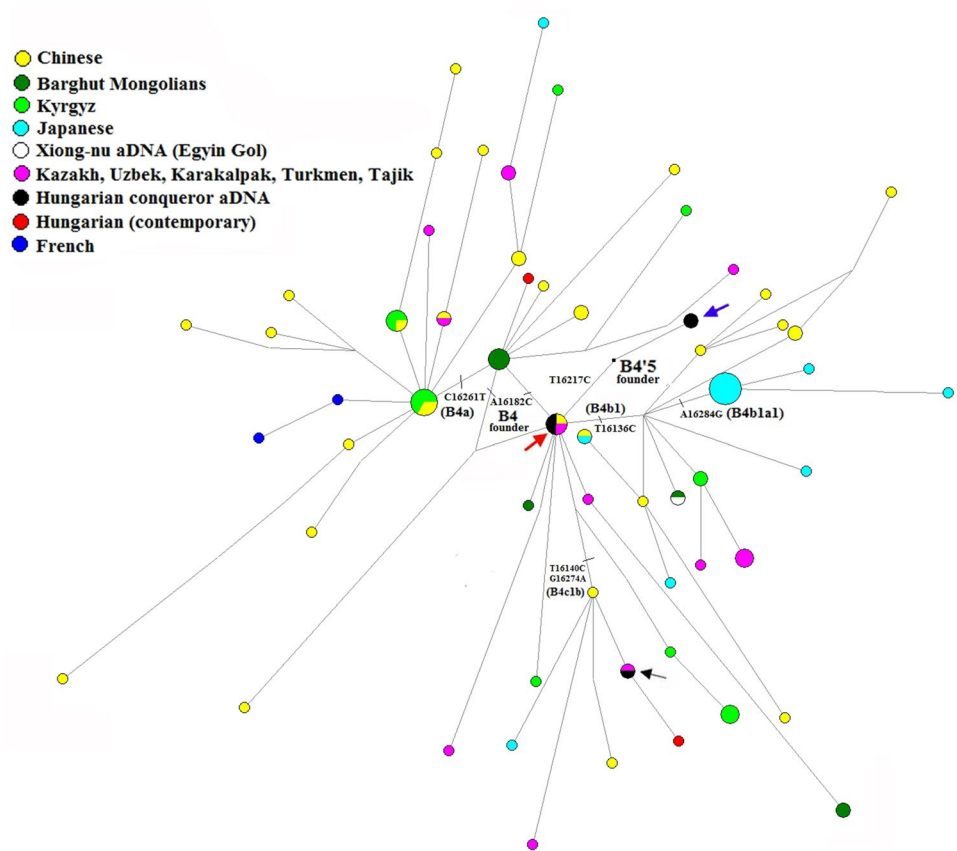 Chinese
Barghut Mongolians
Kyrgyz
Japanese
Xiong-nu aDNA (Egyin Gol)
Kazakh, Uzbek, Karakalpak, Turkmen, Tajik
Hungarian conqueror aDNA
Hungarian (contemporary)
French
B4'5
founder
T16217C
C16261T
(B4a)
A16182C
B4
founder
(B4b1)
T16136C
A16284G (B4b1a1)
T16140C
G16274A
(B4c1b)